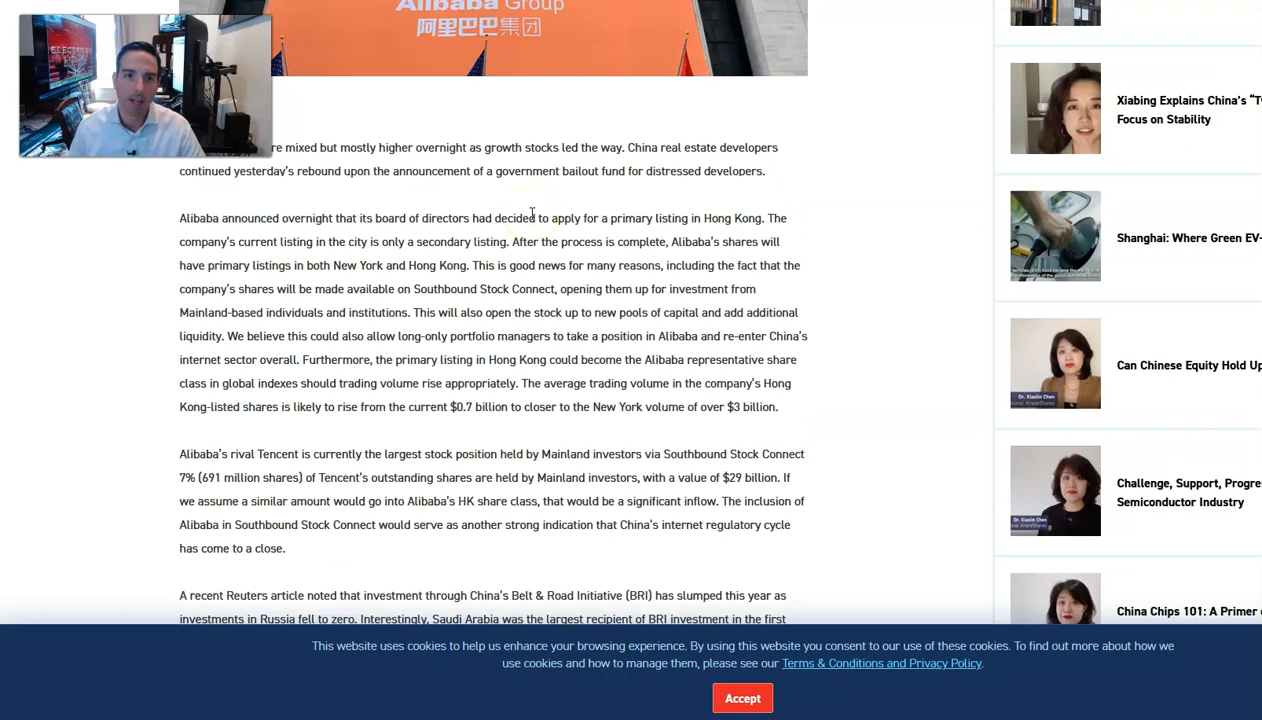 Alibaba Group
阿里巴巴集团
re mixed but mostly higher overnight as growth stocks led the way. China real estate developers
continued yesterday's rebound upon the announcement of a government bailout fund for distressed developers.
Alibaba announced overnight that its board of directors had decided to apply for a primary listing in Hong Kong. The
company's current listing in the city is only a secondary listing. After the process is complete, Alibaba's shares will
have primary listings in both New York and Hong Kong. This is good news for many reasons, including the fact that the
company's shares will be made available on Southbound Stock Connect, opening them up for investment from
Mainland-based individuals and institutions. This will also open the stock up to new pools of capital and add additional
liquidity. We believe this could also allow long-only portfolio managers to take a position in Alibaba and re-enter China's
internet sector overall. Furthermore, the primary listing in Hong Kong could become the Alibaba representative share
class in global indexes should trading volume rise appropriately. The average trading volume in the company's Hong
Kong-listed shares is likely to rise from the current $0.7 billion to closer to the New York volume of over $3 billion.
Alibaba's rival Tencent is currently the largest stock position held by Mainland investors via Southbound Stock Connect
7% (691 million shares) of Tencent's outstanding shares are held by Mainland investors, with a value of $29 billion. If
we assume a similar amount would go into Alibaba's HK share class, that would be a significant inflow. The inclusion of
Alibaba in Southbound Stock Connect would serve as another strong indication that China's internet regulatory cycle
has come to a close.
A recent Reuters article noted that investment through China's Belt & Road Initiative (BRI) has slumped this year as
investments in Russia fell to zero. Interestingly, Saudi Arabia was the largest recipient of BRI investment in the first
Xiabing Explains China's "T
Focus on Stability
Shanghai: Where Green EV-
Can Chinese Equity Hold Up
Dr. Xiaolin Chen
Challenge, Support, Progre
Semiconductor Industry
Dr. Xiaolin Chen
China Chips 101: A Primer
This website uses cookies to help us enhance your browsing experience. By using this website you consent to our use of these cookies. To find out more about how we
use cookies and how to manage them, please see our Terms & Conditions and Privacy Policy.
Accept